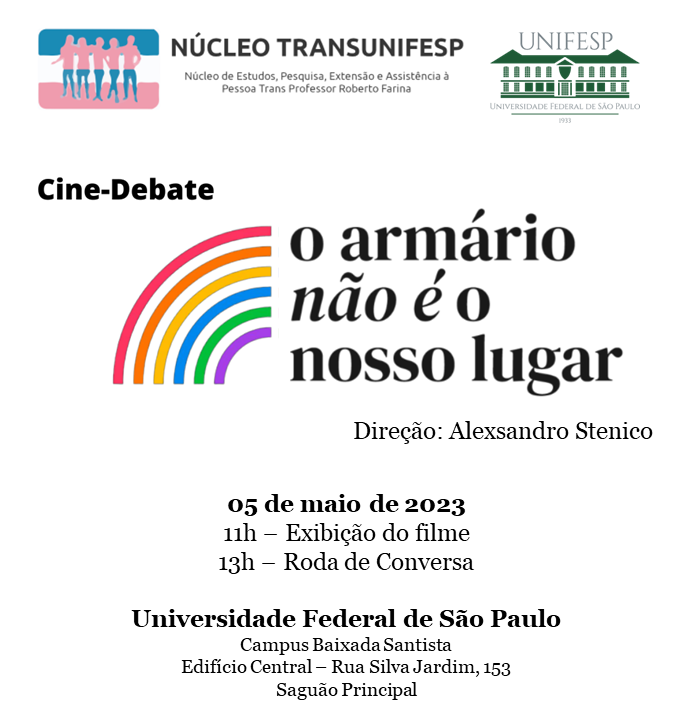 NÚCLEO TRANSUNIFESP
Núcleo de Estudos, Pesquisa, Extensão e Assistência à
Pessoa Trans Professor Roberto Farina
UNIFESP
UNIVERSIDADE FEDERAL DE SÃO PAULO
1933
Cine-Debate
o armário
não é o
nosso lugar
Direção: Alexsandro Stenico
05 de maio de 2023
11h – Exibição do filme
13h – Roda de Conversa
Universidade Federal de São Paulo
Campus Baixada Santista
Edifício Central – Rua Silva Jardim, 153
Saguão Principal